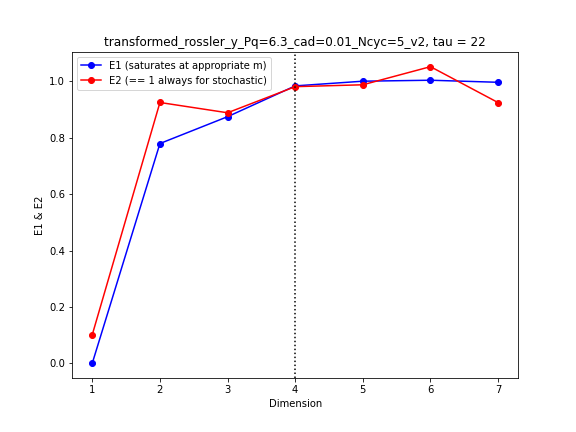 transformed_rossler_y_Pq=6.3_cad=0.01_Ncyc=5_v2, tau = 22
E1 (saturates at appropriate m)
E2 (== 1 always for stochastic)
1.0
0.8
0.6
0.4
0.2
0.0
E1 & E2
1 2 3 4 5 6 7
Dimension